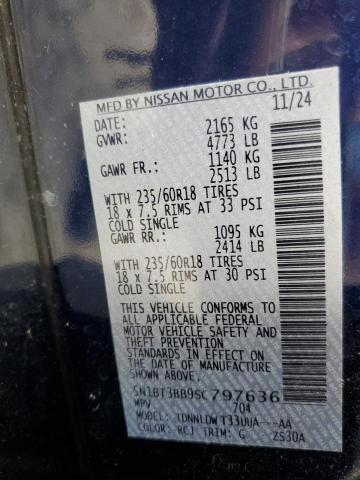 MFD BY NISSAN MOTOR CO., LTD.
DATE: 11/24
GVWR: 2165 KG
4773 LB
GAWR FR.: 1140 KG
2513 LB
WITH 235/60R18 TIRES
18 x 7.5 RIMS AT 33 PSI
COLD SINGLE
GAWR RR.: 1095 KG
2414 LB
WITH 235/60R18 TIRES
18 x 7.5 RIMS AT 30 PSI
COLD SINGLE
THIS VEHICLE CONFORMS
TO ALL APPLICABLE FEDERAL
MOTOR VEHICLE SAFETY AND
THEFT PREVENTION
STANDARDS IN EFFECT ON THE
DATE OF MANUFACTURE
SHOWN ABOVE.
5N1BT3BB9SC797636
MPV 704
TDNNLDWT33UUA---AA
COLOR: RCJ TRIM: G ZS30A